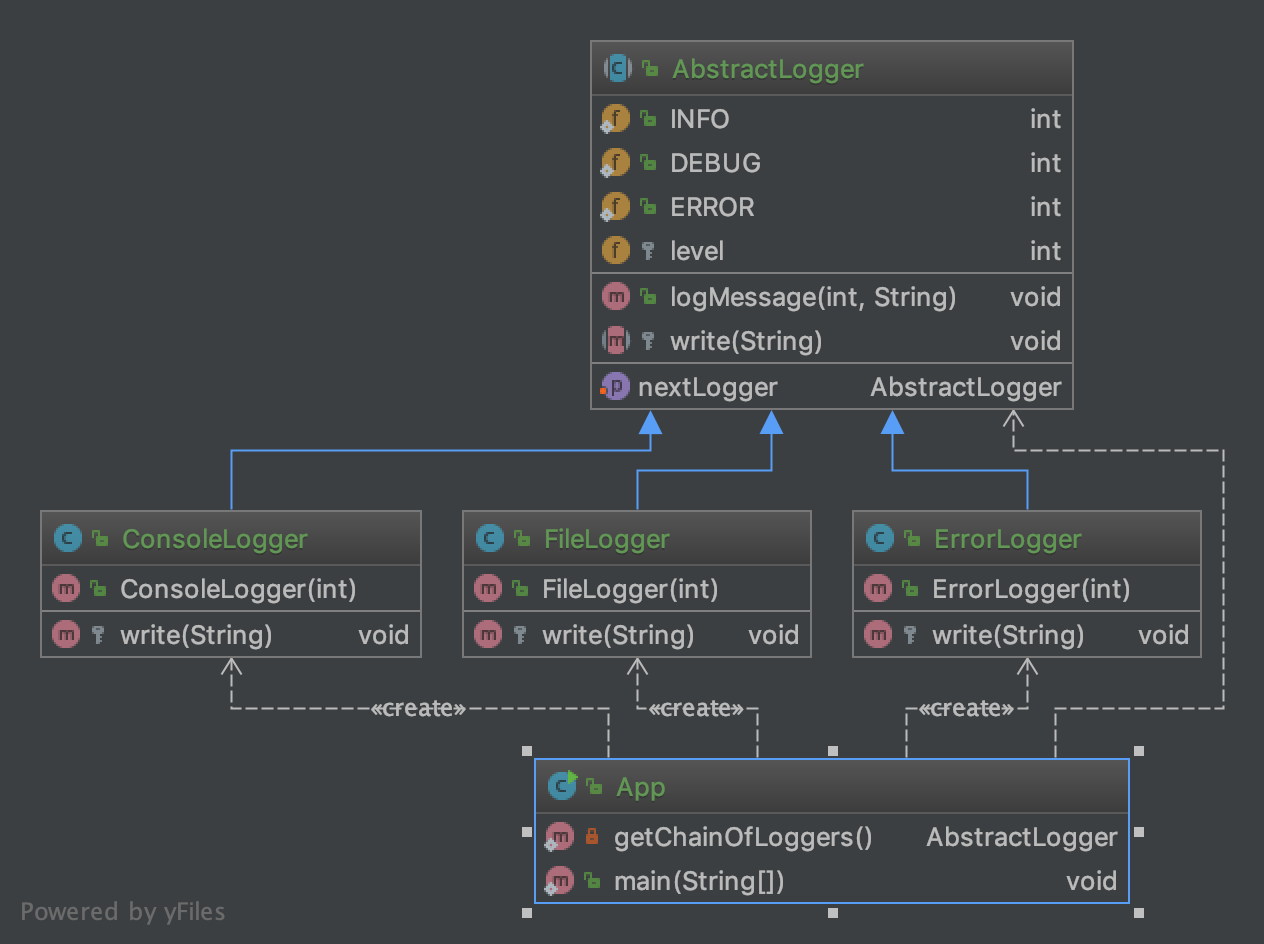 AbstractLogger
INFO int
DEBUG int
ERROR int
level int
logMessage(int, String) void
write(String) void
nextLogger AbstractLogger
ConsoleLogger
ConsoleLogger(int)
write(String) void
FileLogger
FileLogger(int)
write(String) void
ErrorLogger
ErrorLogger(int)
write(String) void
«create» «create» «create»
App
getChainOfLoggers() AbstractLogger
main(String[]) void
Powered by yFiles